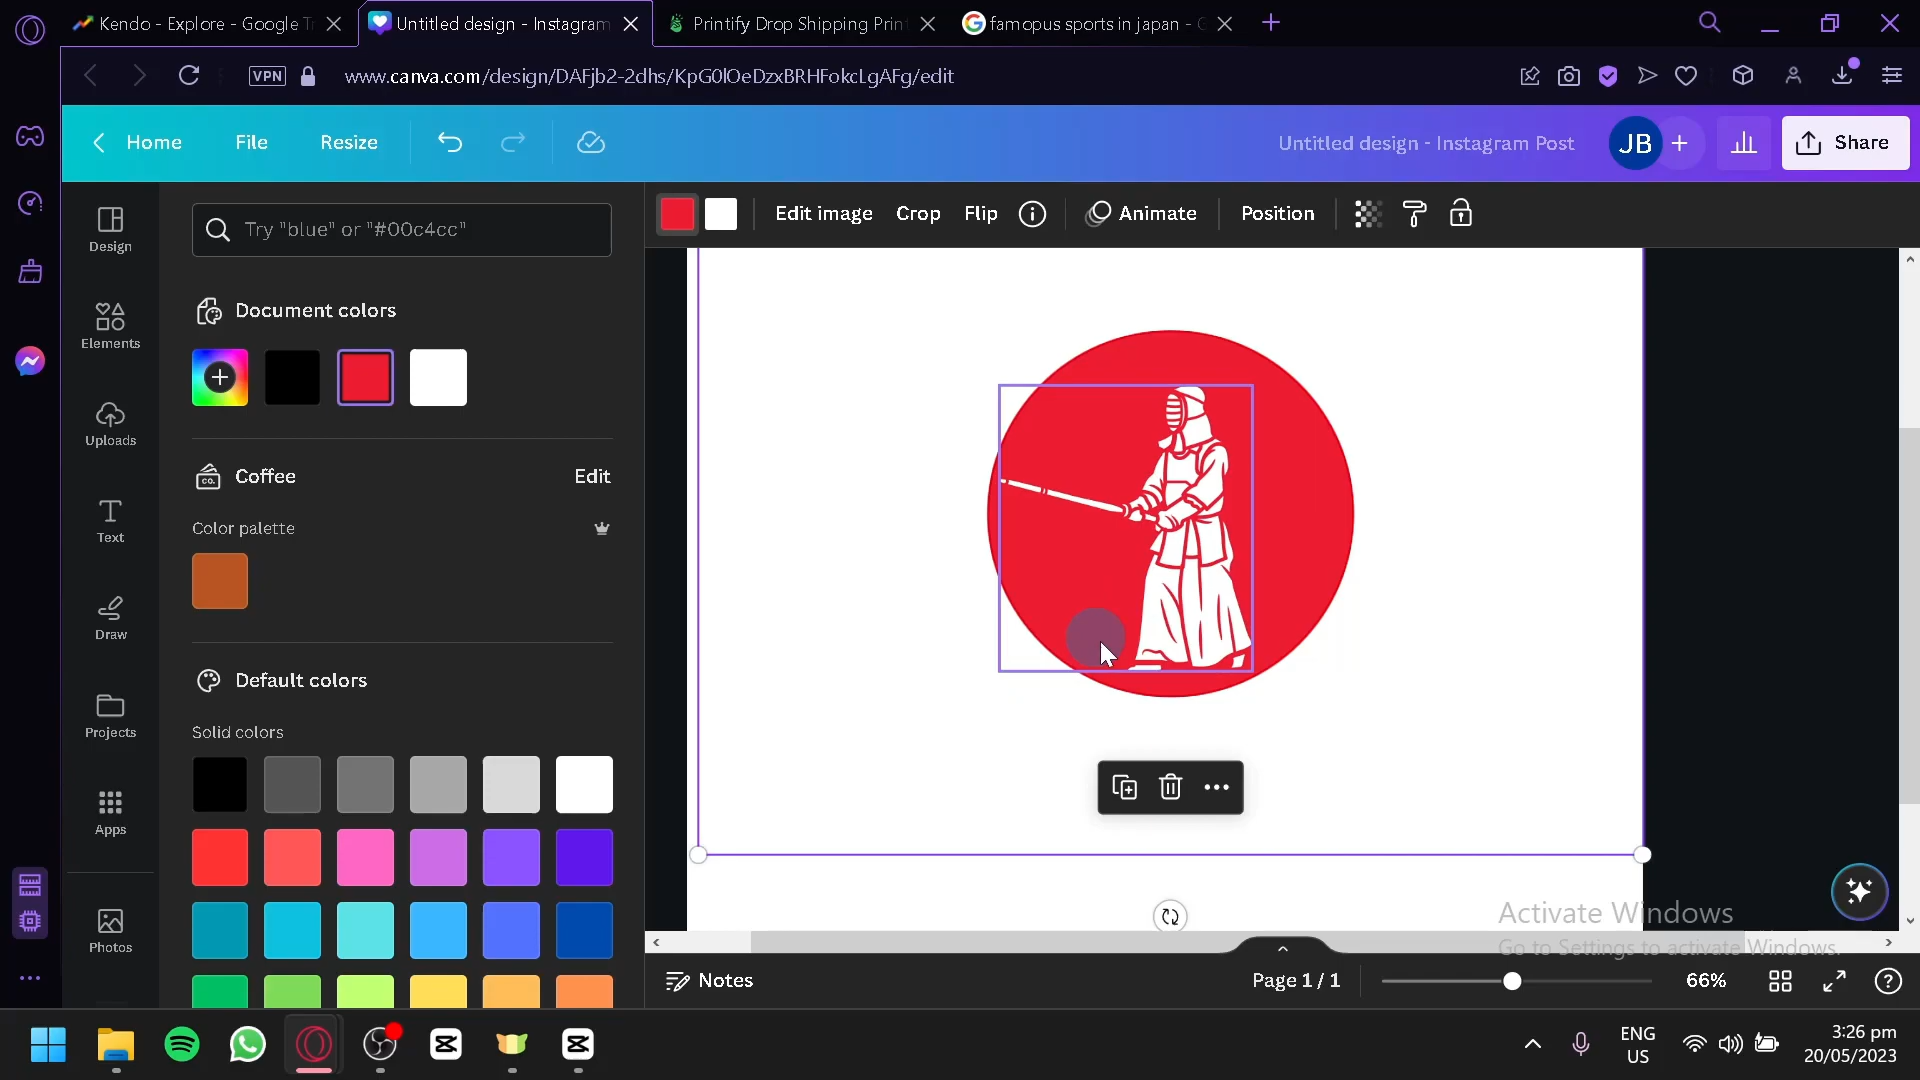 Kendo - Explore - Google T
Untitled design - Instagram
Printify Drop Shipping Print
famopus sports in japan - G
VPN
www.canva.com/design/DAFjb2-2dhs/KpG0lOeDzxBRHFokcLgAFg/edit
Home
File
Resize
Untitled design - Instagram Post
JB
Share
Design
Elements
Uploads
Text
Draw
Projects
Apps
Photos
Try "blue" or "#00c4cc"
Document colors
Coffee
Edit
Color palette
Default colors
Solid colors
Edit image
Crop
Flip
Animate
Position
Activate Windows
Go to Settings to activate Windows.
Notes
Page 1 / 1
66%
ENG
US
3:26 pm
20/05/2023